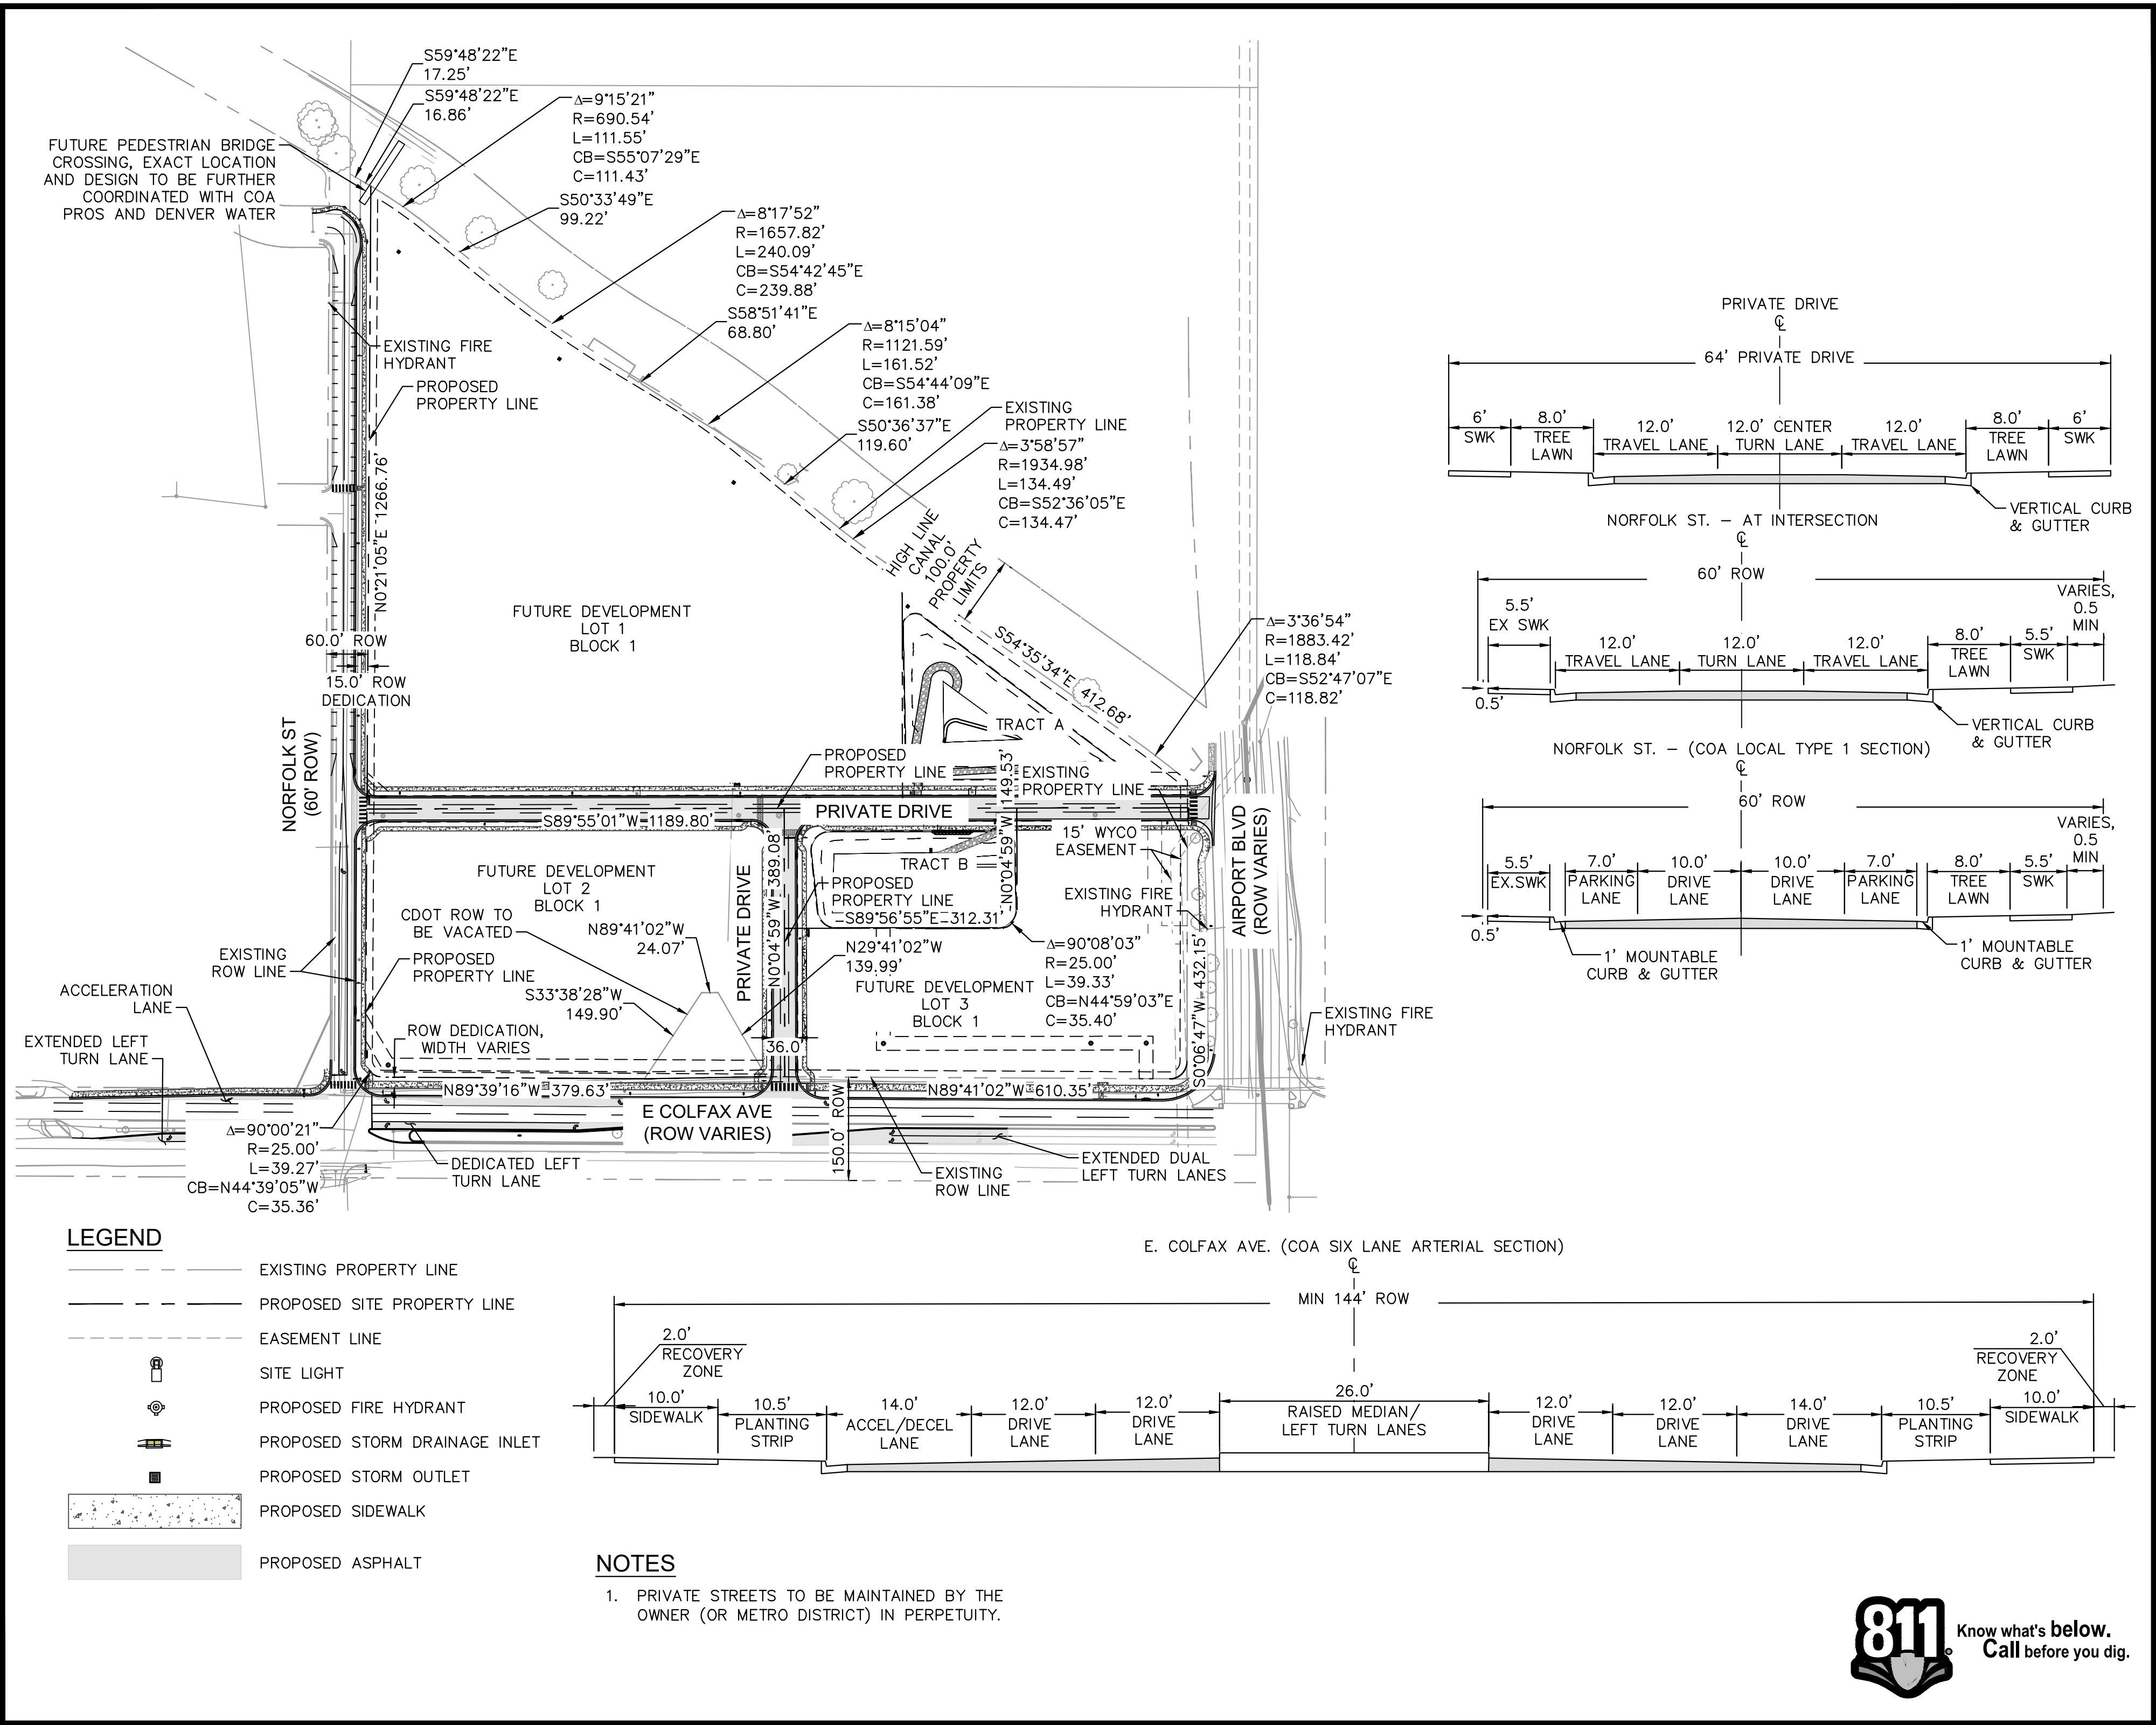 S59°48'22"E
17.25'
S59°48'22"E
16.86'
Δ=9°15'21"
R=690.54'
L=111.55'
CB=S55°07'29"E
C=111.43'
FUTURE PEDESTRIAN BRIDGE
CROSSING, EXACT LOCATION
AND DESIGN TO BE FURTHER
COORDINATED WITH COA
PROS AND DENVER WATER
S50°33'49"E
99.22'
Δ=8°17'52"
R=1657.82'
L=240.09'
CB=S54°42'45"E
C=239.88'
S58°51'41"E
68.80'
Δ=8°15'04"
R=1121.59'
L=161.52'
CB=S54°44'09"E
C=161.38'
EXISTING FIRE
HYDRANT
PROPOSED
PROPERTY LINE
EXISTING
PROPERTY LINE
S50°36'37"E
119.60'
Δ=3°58'57"
R=1934.98'
L=134.49'
CB=S52°36'05"E
C=134.47'
N0°21'05"E 1266.76'
HIGH LINE
CANAL
100.0'
PROPERTY
LIMITS
FUTURE DEVELOPMENT
LOT 1
BLOCK 1
60.0' ROW
15.0' ROW
DEDICATION
NORFOLK ST
(60' ROW)
S54°35'34"E 412.68'
Δ=3°36'54"
R=1883.42'
L=118.84'
CB=S52°47'07"E
C=118.82'
TRACT A
PROPOSED
PROPERTY LINE
N0°04'59"W 149.53'
EXISTING
PROPERTY LINE
PRIVATE DRIVE
S89°55'01"W 1189.80'
15' WYCO
EASEMENT
AIRPORT BLVD
(ROW VARIES)
TRACT B
FUTURE DEVELOPMENT
LOT 2
BLOCK 1
PRIVATE DRIVE
N0°04'59"W 389.08'
PROPOSED
PROPERTY LINE
S89°56'55"E 312.31'
EXISTING FIRE
HYDRANT
CDOT ROW TO
BE VACATED
N89°41'02"W
24.07'
N29°41'02"W
139.99'
Δ=90°08'03"
R=25.00'
L=39.33'
CB=N44°59'03"E
C=35.40'
EXISTING
ROW LINE
PROPOSED
PROPERTY LINE
S33°38'28"W
149.90'
FUTURE DEVELOPMENT
LOT 3
BLOCK 1
S0°06'47"W 432.15'
ACCELERATION
LANE
EXTENDED LEFT
TURN LANE
ROW DEDICATION,
WIDTH VARIES
36.0'
EXISTING FIRE
HYDRANT
N89°39'16"W 379.63'
N89°41'02"W 610.35'
E COLFAX AVE
(ROW VARIES)
150.0' ROW
Δ=90°00'21"
R=25.00'
L=39.27'
CB=N44°39'05"W
C=35.36'
DEDICATED LEFT
TURN LANE
EXISTING
ROW LINE
EXTENDED DUAL
LEFT TURN LANES
PRIVATE DRIVE
℄
64' PRIVATE DRIVE
6' 8.0' 12.0' 12.0' CENTER 12.0' 8.0' 6'
SWK TREE TRAVEL LANE TURN LANE TRAVEL LANE TREE SWK
LAWN LAWN
VERTICAL CURB
& GUTTER
NORFOLK ST. – AT INTERSECTION
℄
60' ROW
VARIES,
0.5
MIN
5.5'
EX SWK
12.0' 12.0' 12.0' 8.0' 5.5'
TRAVEL LANE TURN LANE TRAVEL LANE TREE SWK
LAWN
0.5'
VERTICAL CURB
& GUTTER
NORFOLK ST. – (COA LOCAL TYPE 1 SECTION)
℄
60' ROW
VARIES,
0.5
MIN
5.5' 7.0' 10.0' 10.0' 7.0' 8.0' 5.5'
EX.SWK PARKING DRIVE DRIVE PARKING TREE SWK
LANE LANE LANE LANE LAWN
0.5'
1' MOUNTABLE
CURB & GUTTER
1' MOUNTABLE
CURB & GUTTER
LEGEND
EXISTING PROPERTY LINE
PROPOSED SITE PROPERTY LINE
EASEMENT LINE
SITE LIGHT
PROPOSED FIRE HYDRANT
PROPOSED STORM DRAINAGE INLET
PROPOSED STORM OUTLET
PROPOSED SIDEWALK
PROPOSED ASPHALT
E. COLFAX AVE. (COA SIX LANE ARTERIAL SECTION)
℄
MIN 144' ROW
2.0'
RECOVERY
ZONE
2.0'
RECOVERY
ZONE
10.0' 10.5' 14.0' 12.0' 12.0' 26.0' 12.0' 12.0' 14.0' 10.5' 10.0'
SIDEWALK PLANTING ACCEL/DECEL DRIVE DRIVE RAISED MEDIAN/ DRIVE DRIVE DRIVE PLANTING SIDEWALK
STRIP LANE LANE LANE LEFT TURN LANES LANE LANE LANE STRIP
NOTES
1. PRIVATE STREETS TO BE MAINTAINED BY THE
OWNER (OR METRO DISTRICT) IN PERPETUITY.
811
Know what's below.
Call before you dig.